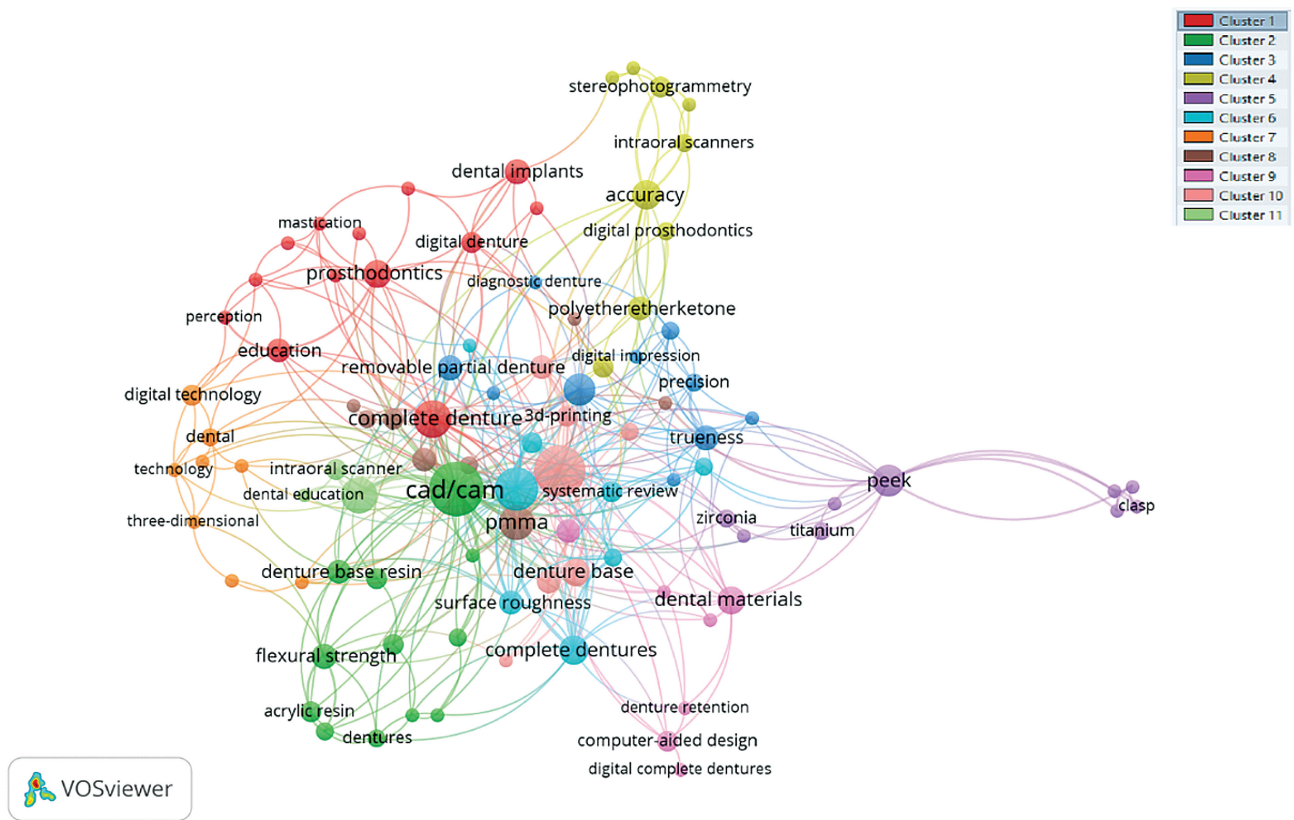 Cluster 1
Cluster 2
Cluster 3
Cluster 4
Cluster 5
Cluster 6
Cluster 7
Cluster 8
Cluster 9
Cluster 10
Cluster 11
stereophotogrammetry
intraoral scanners
dental implants
accuracy
mastication
digital prosthodontics
digital denture
prosthodontics
diagnostic denture
polyetheretherketone
perception
education
digital impression
removable partial denture
precision
digital technology
complete denture
3d-printing
dental
trueness
technology
intraoral scanner
peek
cad/cam
systematic review
dental education
clasp
three-dimensional
pmma
zirconia
titanium
denture base resin
denture base
surface roughness
dental materials
complete dentures
flexural strength
denture retention
acrylic resin
dentures
computer-aided design
digital complete dentures
VOSviewer